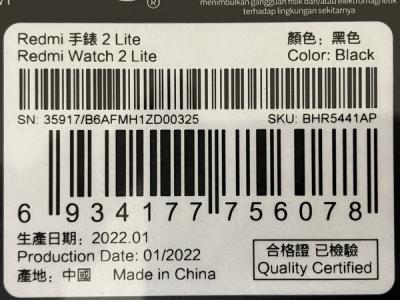 menimbulkan gangguan fisik dan/atau elektromagnetik
terhadap lingkungan sekitarnya
Redmi 手錶 2 Lite
顏色：黑色
Redmi Watch 2 Lite
Color: Black
SN: 35917/B6AFMH1ZD00325
SKU: BHR5441AP
6 934177 756078
生產日期：2022.01
Production Date: 01/2022
產地：中國 Made in China
合格證 已檢驗
Quality Certified